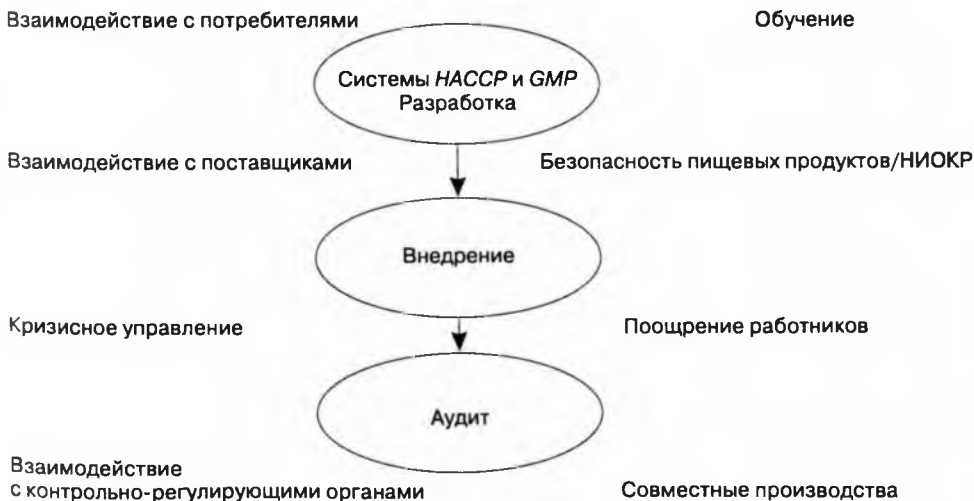 Взаимодействие с потребителями
Обучение
Системы HACCP и GMP
Разработка
Взаимодействие с поставщиками
Безопасность пищевых продуктов/НИОКР
Внедрение
Кризисное управление
Поощрение работников
Аудит
Взаимодействие
с контрольно-регулирующими органами
Совместные производства